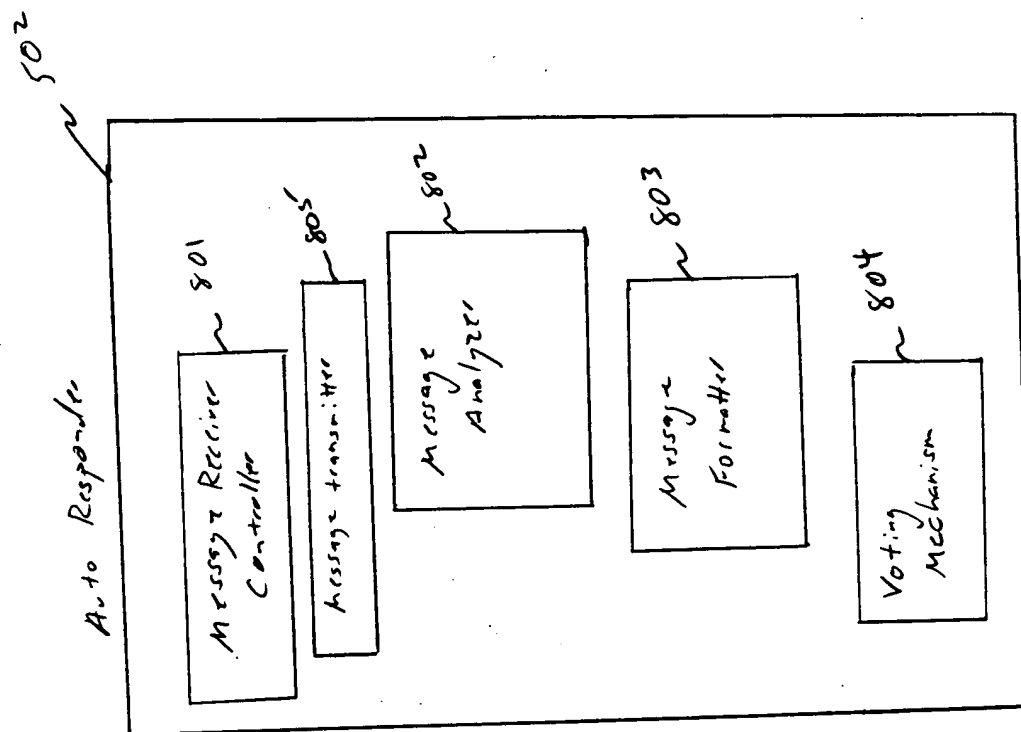 Auto Responder
502
Message Receiver
Controller
801
Message transmitter
805
Message
Analyzer
802
Message
Formatter
803
Voting
Mechanism
804